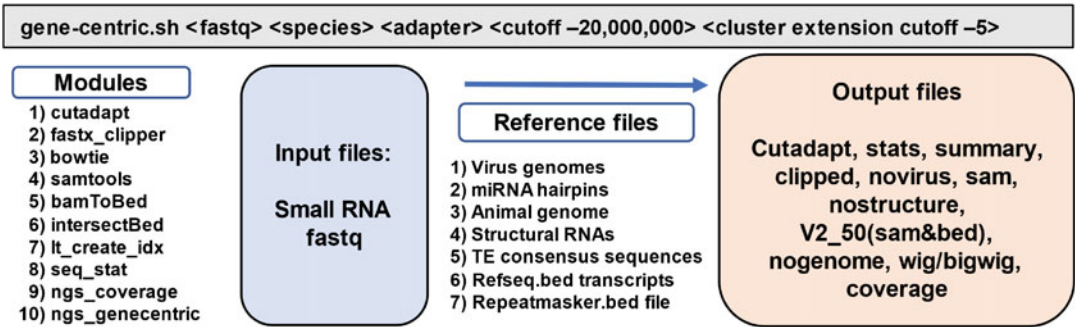 gene-centric.sh <fastq> <species> <adapter> <cutoff –20,000,000> <cluster extension cutoff –5>
Modules
1) cutadapt
2) fastx_clipper
3) bowtie
4) samtools
5) bamToBed
6) intersectBed
7) lt_create_idx
8) seq_stat
9) ngs_coverage
10) ngs_genecentric
Input files:
Small RNA
fastq
Reference files
1) Virus genomes
2) miRNA hairpins
3) Animal genome
4) Structural RNAs
5) TE consensus sequences
6) Refseq.bed transcripts
7) Repeatmasker.bed file
Output files
Cutadapt, stats, summary,
clipped, novirus, sam,
nostructure,
V2_50(sam&bed),
nogenome, wig/bigwig,
coverage